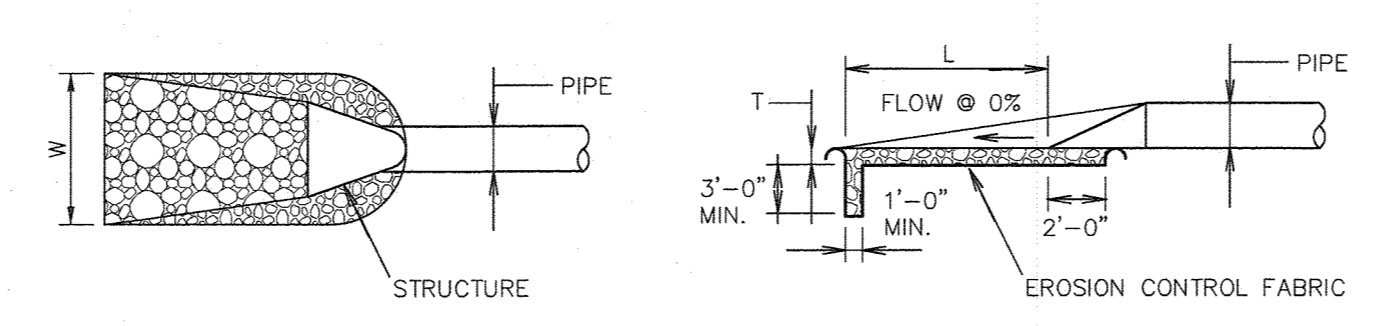 PIPE
W
STRUCTURE
L
PIPE
T
FLOW @ 0%
3'-0"
MIN.
1'-0"
MIN.
2'-0"
EROSION CONTROL FABRIC